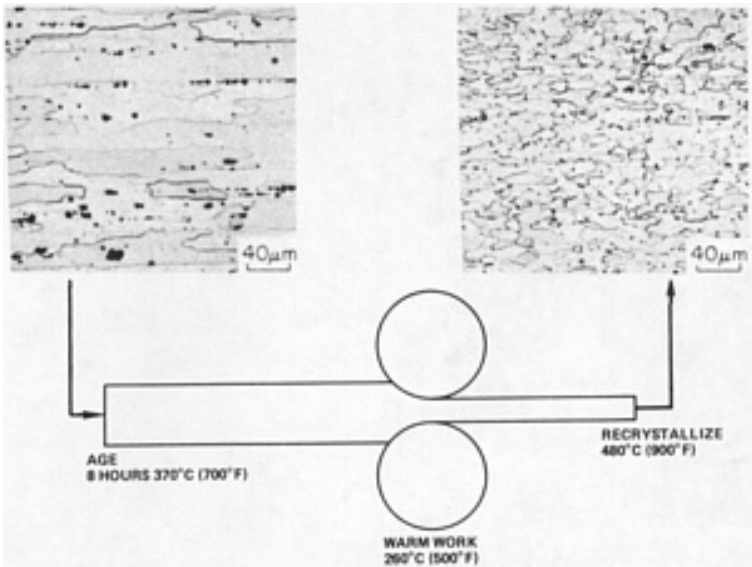 40μm
40μm
AGE
8 HOURS 370°C (700°F)
RECRYSTALLIZE
480°C (900°F)
WARM WORK
260°C (500°F)